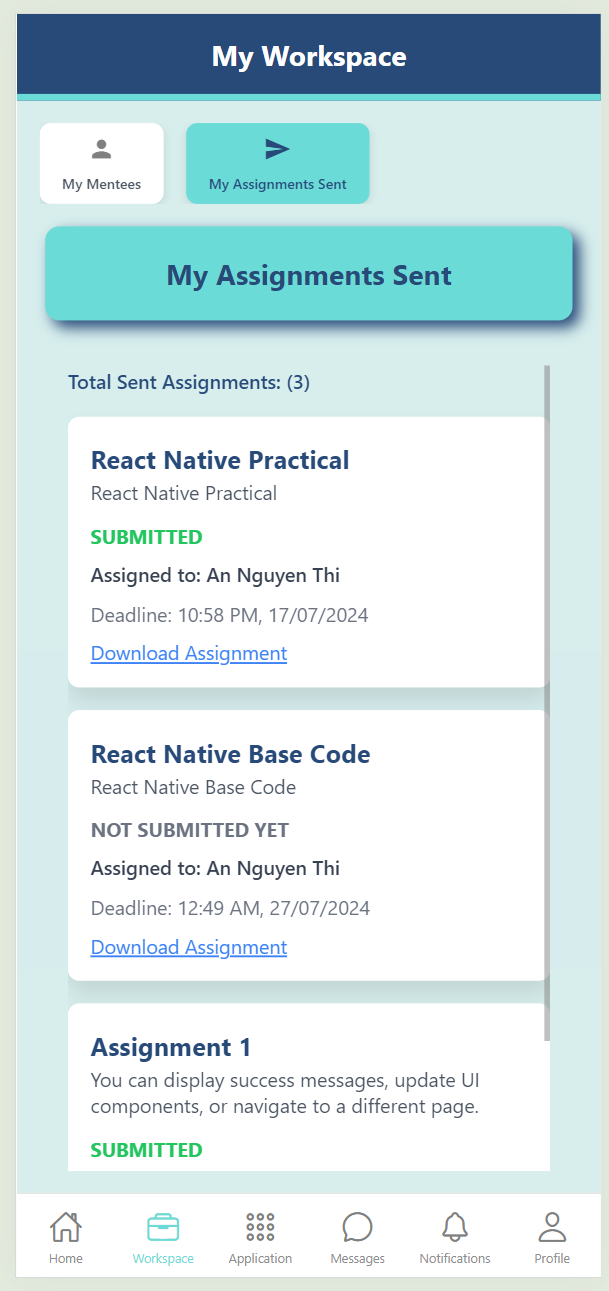 My Workspace
My Mentees
My Assignments Sent
My Assignments Sent
Total Sent Assignments: (3)
React Native Practical
React Native Practical
SUBMITTED
Assigned to: An Nguyen Thi
Deadline: 10:58 PM, 17/07/2024
Download Assignment
React Native Base Code
React Native Base Code
NOT SUBMITTED YET
Assigned to: An Nguyen Thi
Deadline: 12:49 AM, 27/07/2024
Download Assignment
Assignment 1
You can display success messages, update UI
components, or navigate to a different page.
SUBMITTED
Home
Workspace
Application
Messages
Notifications
Profile